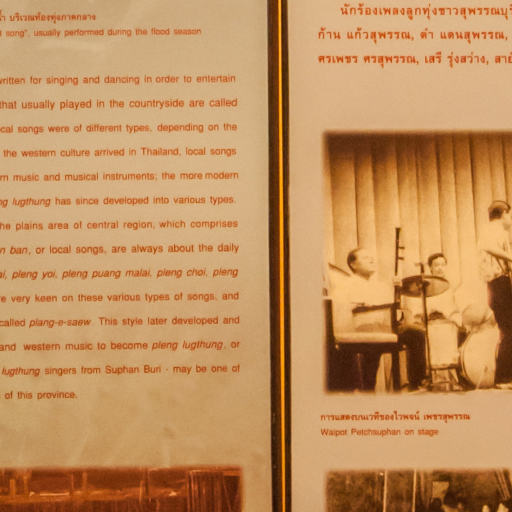 น้ำ บริเวณท้องทุ่งภาคกลาง
song", usually performed during the flood season
written for singing and dancing in order to entertain
that usually played in the countryside are called
cal songs were of different types, depending on the
the western culture arrived in Thailand, local songs
rn music and musical instruments; the more modern
ng lugthung has since developed into various types.
he plains area of central region, which comprises
n ban, or local songs, are always about the daily
ai, pleng yoi, pleng puang malai, pleng choi, pleng
re very keen on these various types of songs, and
called plang-e-saew. This style later developed and
and western music to become pleng lugthung, or
lugthung singers from Suphan Buri - may be one of
of this province.
นักร้องเพลงลูกทุ่งชาวสุพรรณบุรี
ก้าน แก้วสุพรรณ, ดำ แดนสุพรรณ,
ศรเพชร ศรสุพรรณ, เสรี รุ่งสว่าง, สายั
การแสดงบนเวทีของไวพจน์ เพชรสุพรรณ
Waipot Petchsuphan on stage